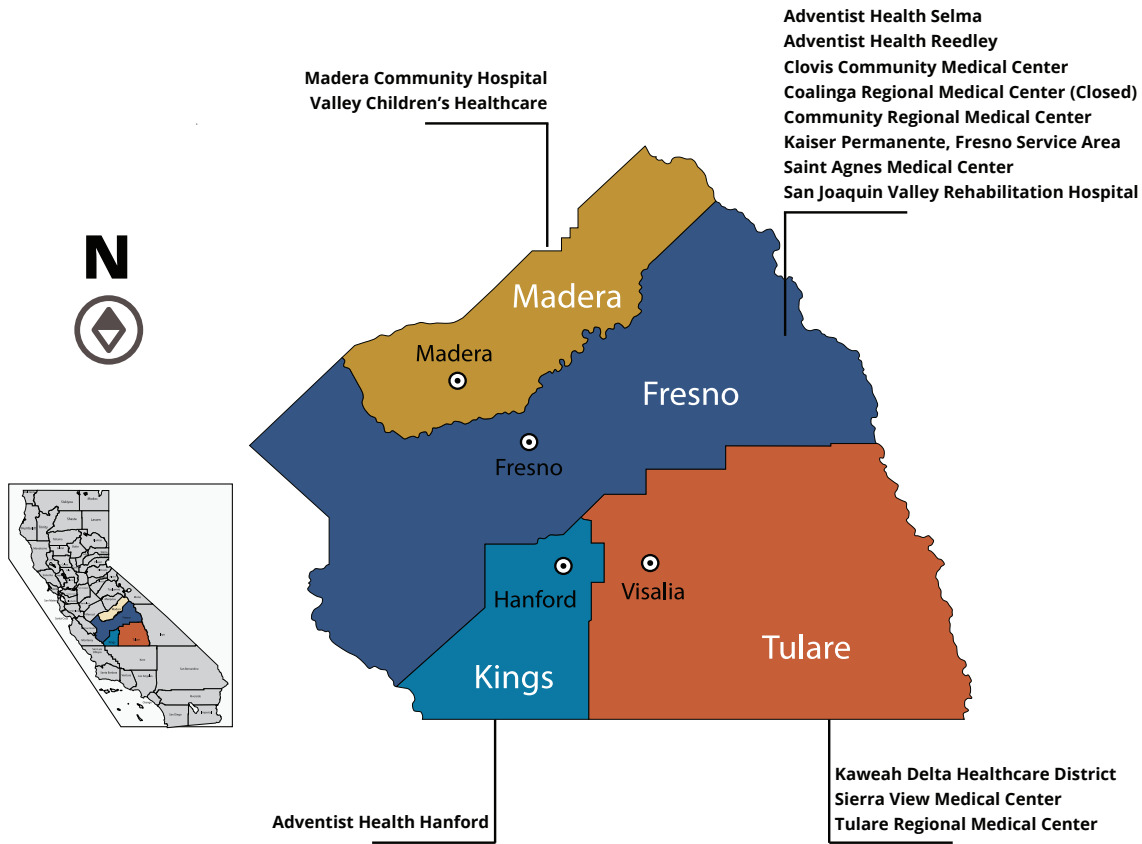 Adventist Health Selma
Adventist Health Reedley
Clovis Community Medical Center
Coalinga Regional Medical Center (Closed)
Community Regional Medical Center
Kaiser Permanente, Fresno Service Area
Saint Agnes Medical Center
San Joaquin Valley Rehabilitation Hospital
Madera Community Hospital
Valley Children's Healthcare
N
Madera
Madera
Fresno
Fresno
Hanford
Visalia
Kings
Tulare
Adventist Health Hanford
Kaweah Delta Healthcare District
Sierra View Medical Center
Tulare Regional Medical Center